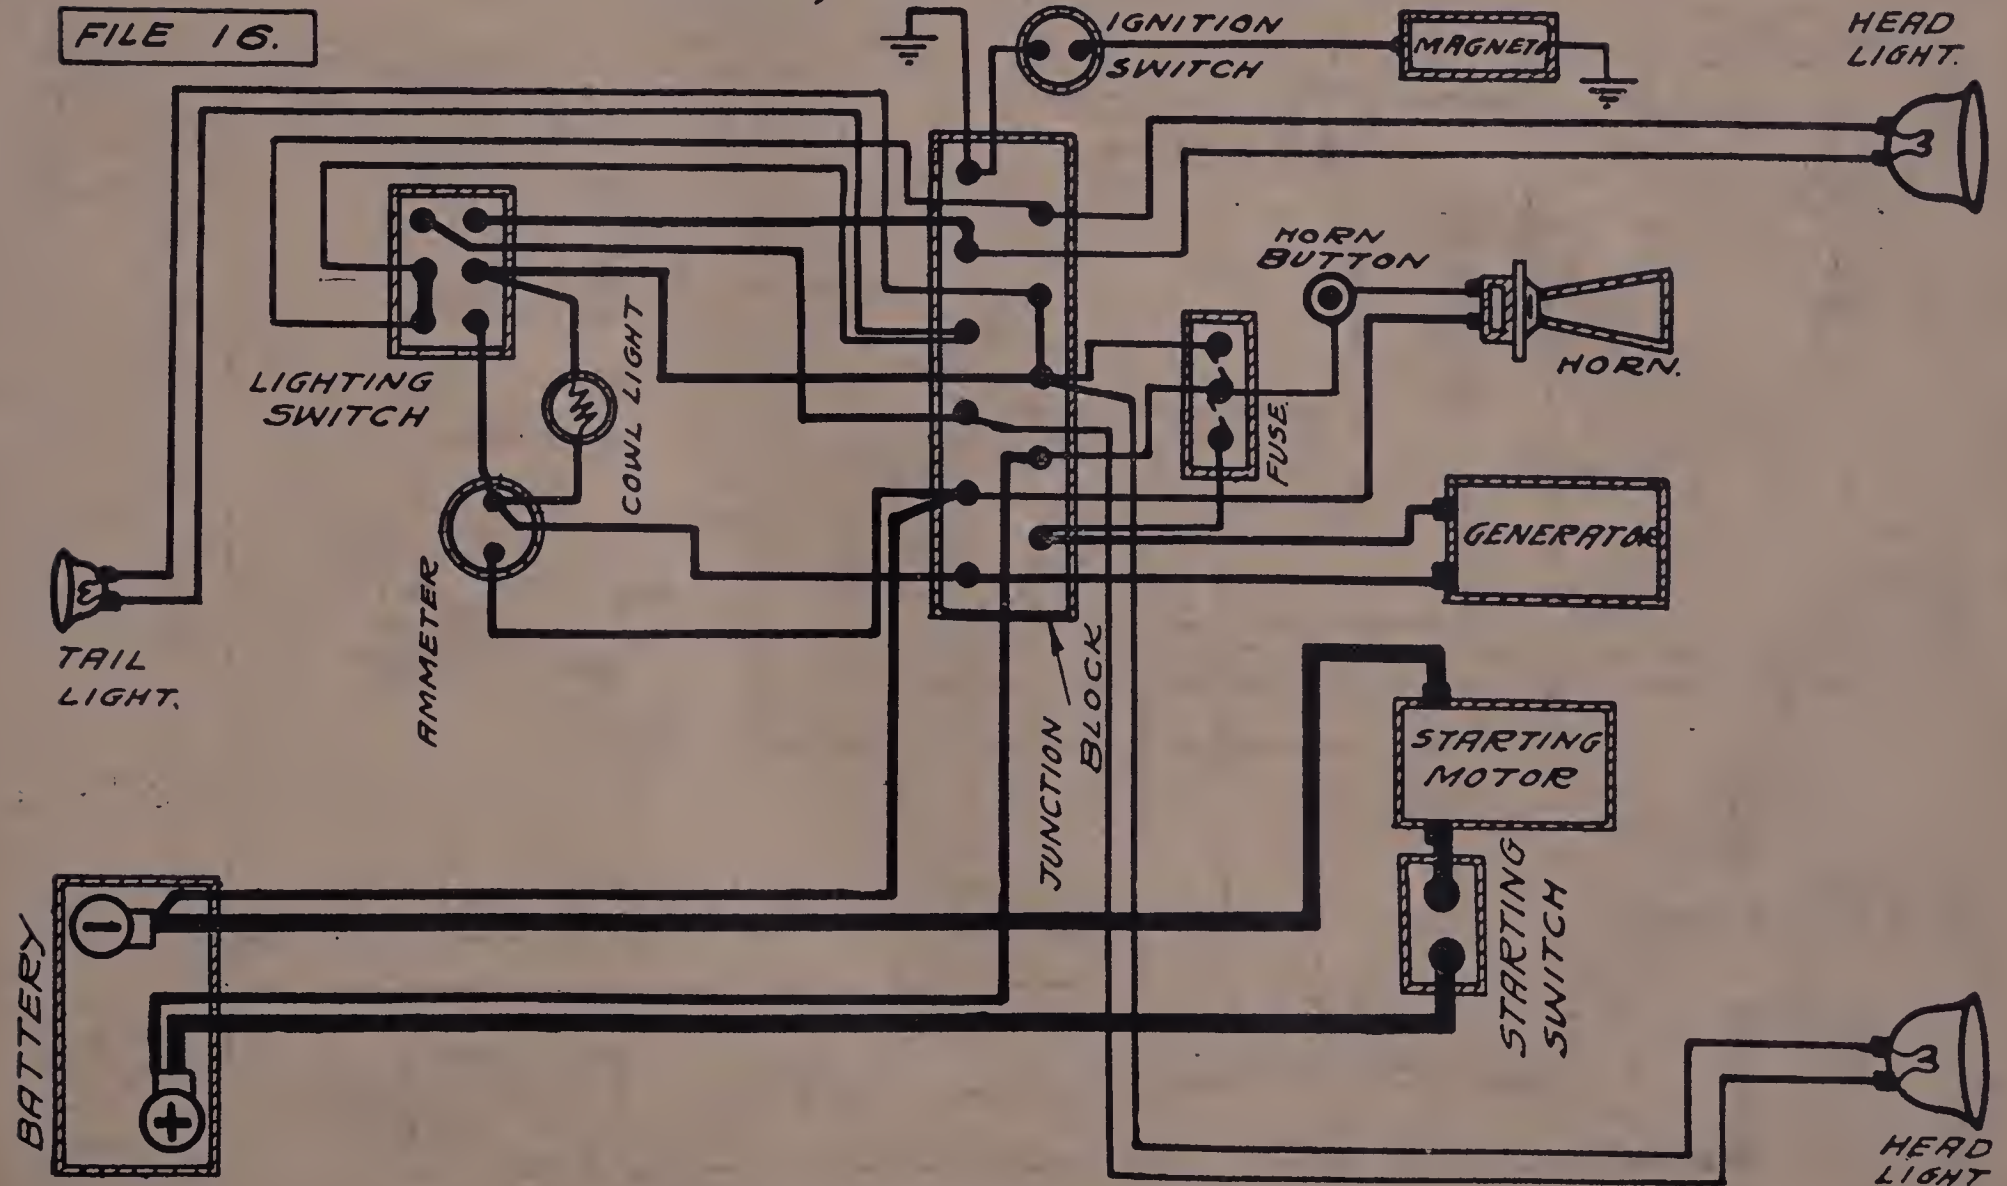 FILE 16.
IGNITION
SWITCH
MAGNETO
HEAD
LIGHT.
HORN
BUTTON
HORN.
LIGHTING
SWITCH
COWL LIGHT
FUSE.
GENERATOR
AMMETER
TAIL
LIGHT.
JUNCTION
BLOCK
STARTING
MOTOR
STARTING
SWITCH
BATTERY
−
+
HEAD
LIGHT